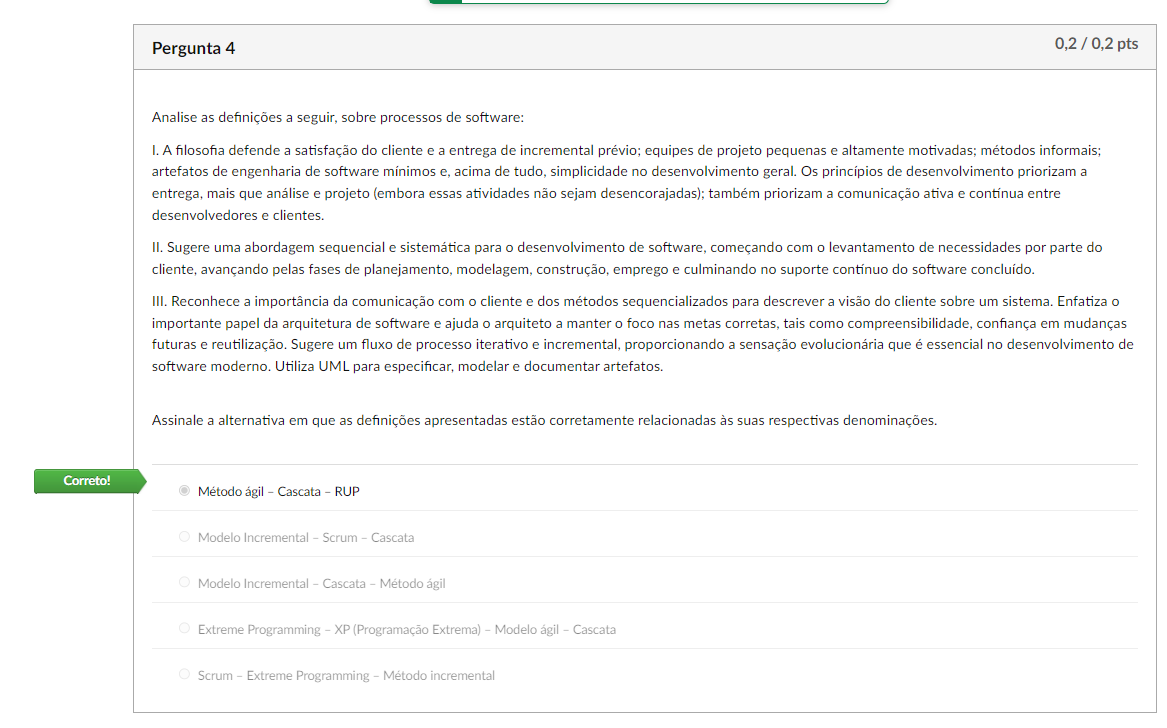 Pergunta 4
0,2 / 0,2 pts
Analise as definições a seguir, sobre processos de software:
I. A filosofia defende a satisfação do cliente e a entrega de incremental prévio; equipes de projeto pequenas e altamente motivadas; métodos informais;
artefatos de engenharia de software mínimos e, acima de tudo, simplicidade no desenvolvimento geral. Os princípios de desenvolvimento priorizam a
entrega, mais que análise e projeto (embora essas atividades não sejam desencorajadas); também priorizam a comunicação ativa e contínua entre
desenvolvedores e clientes.
II. Sugere uma abordagem sequencial e sistemática para o desenvolvimento de software, começando com o levantamento de necessidades por parte do
cliente, avançando pelas fases de planejamento, modelagem, construção, emprego e culminando no suporte contínuo do software concluído.
III. Reconhece a importância da comunicação com o cliente e dos métodos sequencializados para descrever a visão do cliente sobre um sistema. Enfatiza o
importante papel da arquitetura de software e ajuda o arquiteto a manter o foco nas metas corretas, tais como compreensibilidade, confiança em mudanças
futuras e reutilização. Sugere um fluxo de processo iterativo e incremental, proporcionando a sensação evolucionária que é essencial no desenvolvimento de
software moderno. Utiliza UML para especificar, modelar e documentar artefatos.
Assinale a alternativa em que as definições apresentadas estão corretamente relacionadas às suas respectivas denominações.
Correto!
Método ágil – Cascata – RUP
Modelo Incremental – Scrum – Cascata
Modelo Incremental – Cascata – Método ágil
Extreme Programming – XP (Programação Extrema) – Modelo ágil – Cascata
Scrum – Extreme Programming – Método incremental